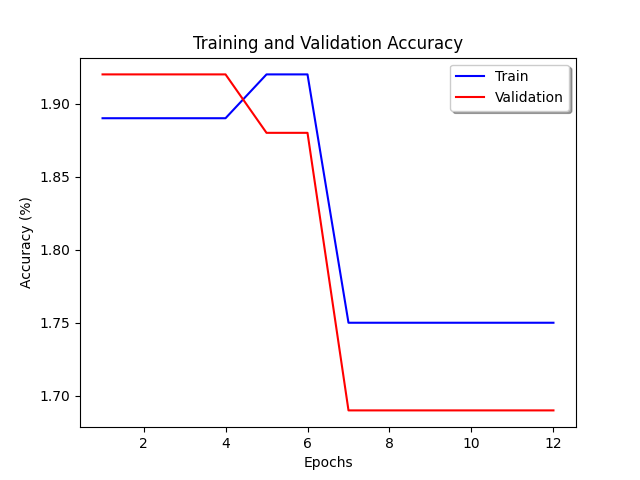 Training and Validation Accuracy
Train
Validation
1.90
1.85
1.80
1.75
1.70
Accuracy (%)
2 4 6 8 10 12
Epochs